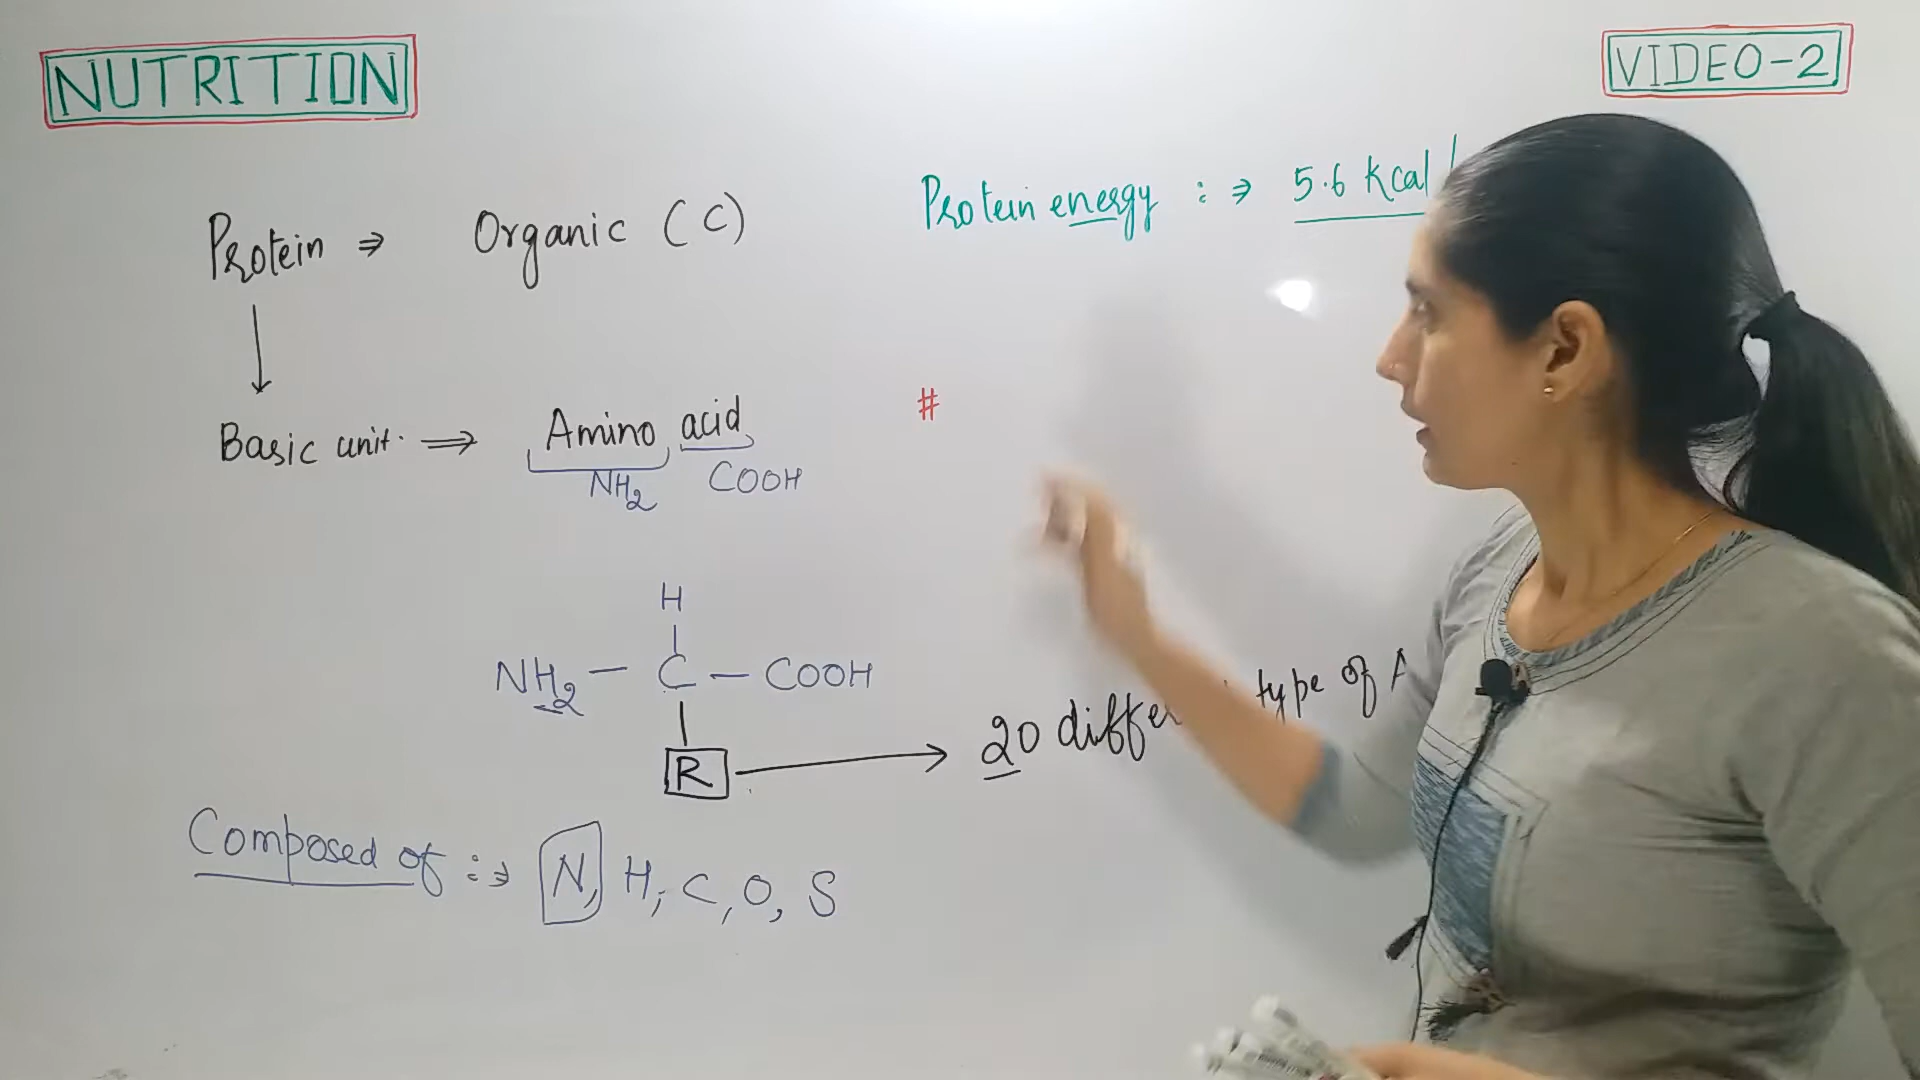 NUTRITION
VIDEO-2
Protein ⇒ Organic (C)
Protein energy :⇒ 5.6 Kcal/
Basic unit. ⇒ Amino acid
NH2 COOH
#
H
NH2 - C - COOH
R → 20 type of A
Composed of :⇒ N, H, C, O, S